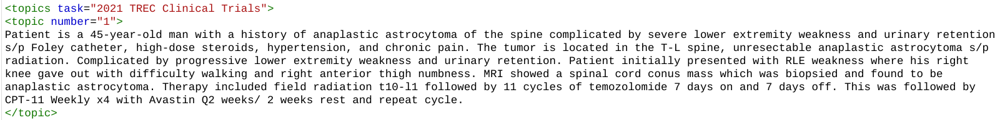 <topics task="2021 TREC Clinical Trials">
<topic number="1">
Patient is a 45-year-old man with a history of anaplastic astrocytoma of the spine complicated by severe lower extremity weakness and urinary retention
s/p Foley catheter, high-dose steroids, hypertension, and chronic pain. The tumor is located in the T-L spine, unresectable anaplastic astrocytoma s/p
radiation. Complicated by progressive lower extremity weakness and urinary retention. Patient initially presented with RLE weakness where his right
knee gave out with difficulty walking and right anterior thigh numbness. MRI showed a spinal cord conus mass which was biopsied and found to be
anaplastic astrocytoma. Therapy included field radiation t10-l1 followed by 11 cycles of temozolomide 7 days on and 7 days off. This was followed by
CPT-11 Weekly x4 with Avastin Q2 weeks/ 2 weeks rest and repeat cycle.
</topic>